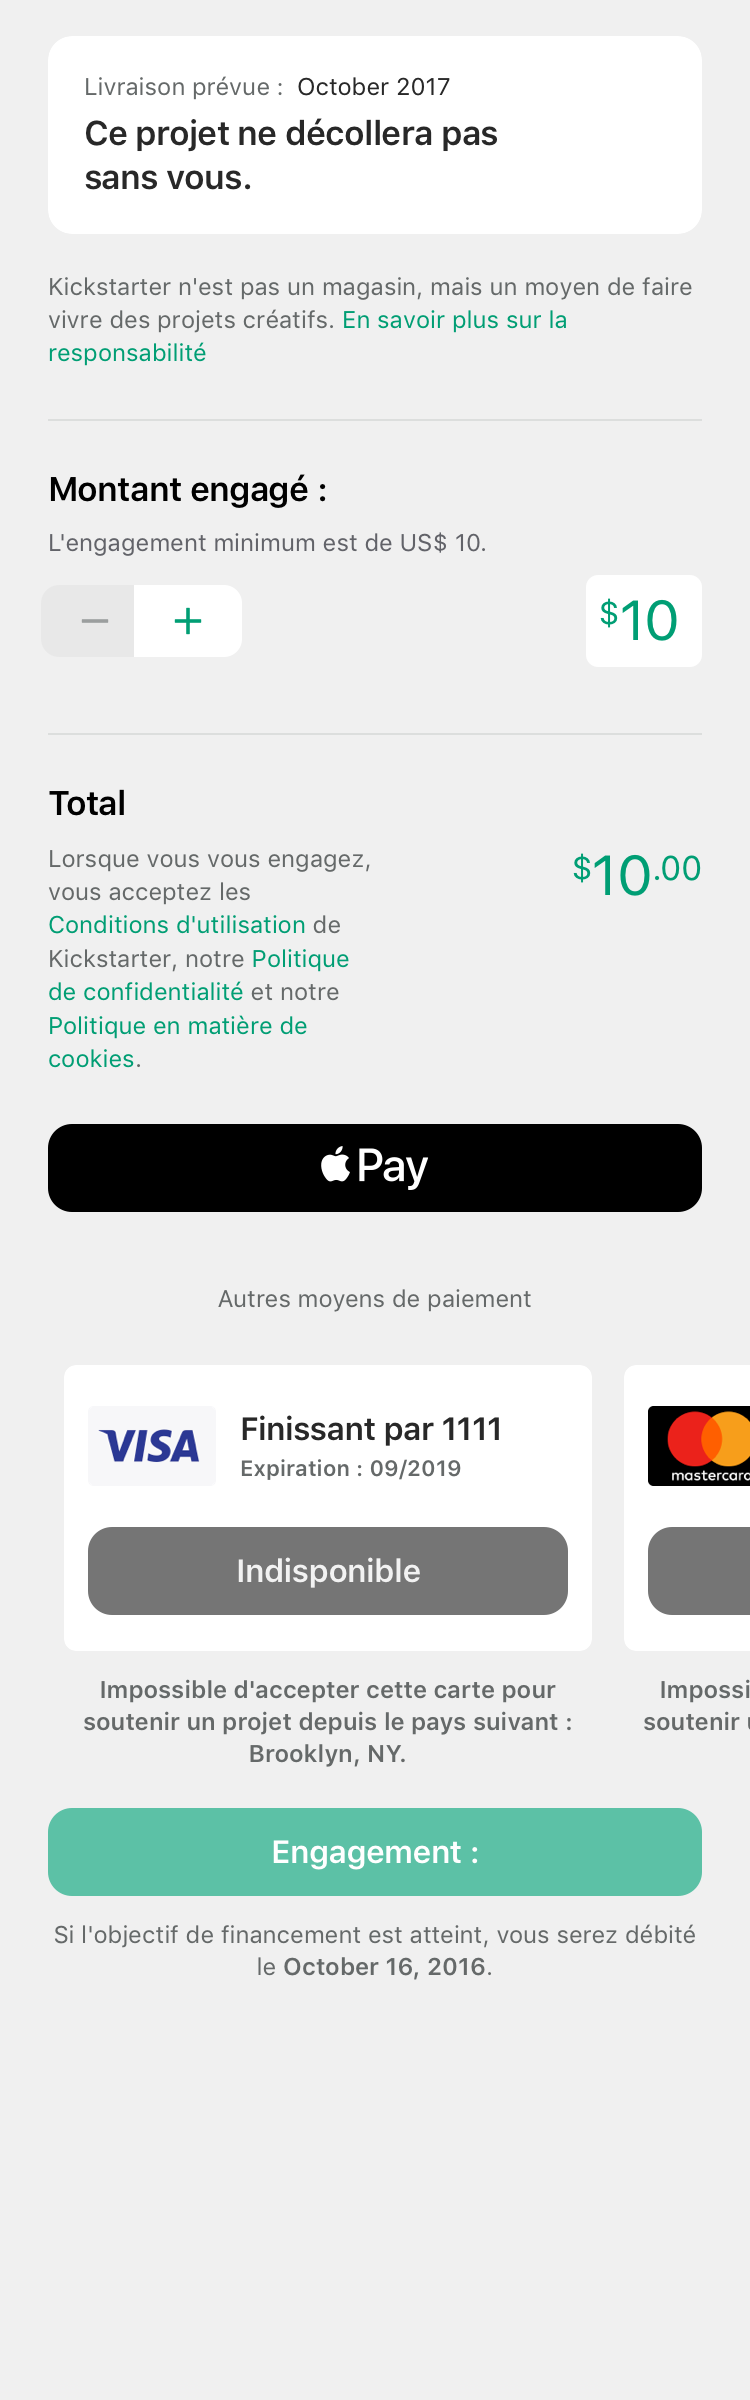 Livraison prévue : October 2017
Ce projet ne décollera pas
sans vous.
Kickstarter n'est pas un magasin, mais un moyen de faire
vivre des projets créatifs. En savoir plus sur la
responsabilité
Montant engagé :
L'engagement minimum est de US$ 10.
− +
$10
Total
Lorsque vous vous engagez,
vous acceptez les
Conditions d'utilisation de
Kickstarter, notre Politique
de confidentialité et notre
Politique en matière de
cookies.
$10.00
Pay
Autres moyens de paiement
VISA
Finissant par 1111
Expiration : 09/2019
Indisponible
Impossible d'accepter cette carte pour
soutenir un projet depuis le pays suivant :
Brooklyn, NY.
mastercard
soutenir
Engagement :
Si l'objectif de financement est atteint, vous serez débité
le October 16, 2016.